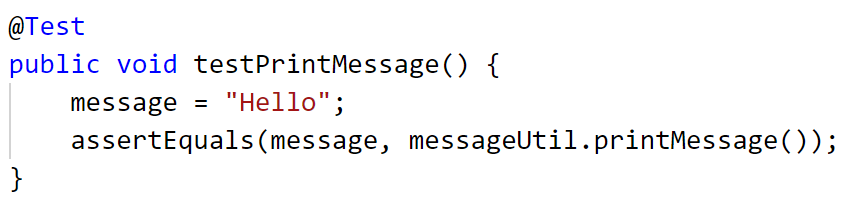 @Test
public void testPrintMessage() {
    message = "Hello";
    assertEquals(message, messageUtil.printMessage());
}